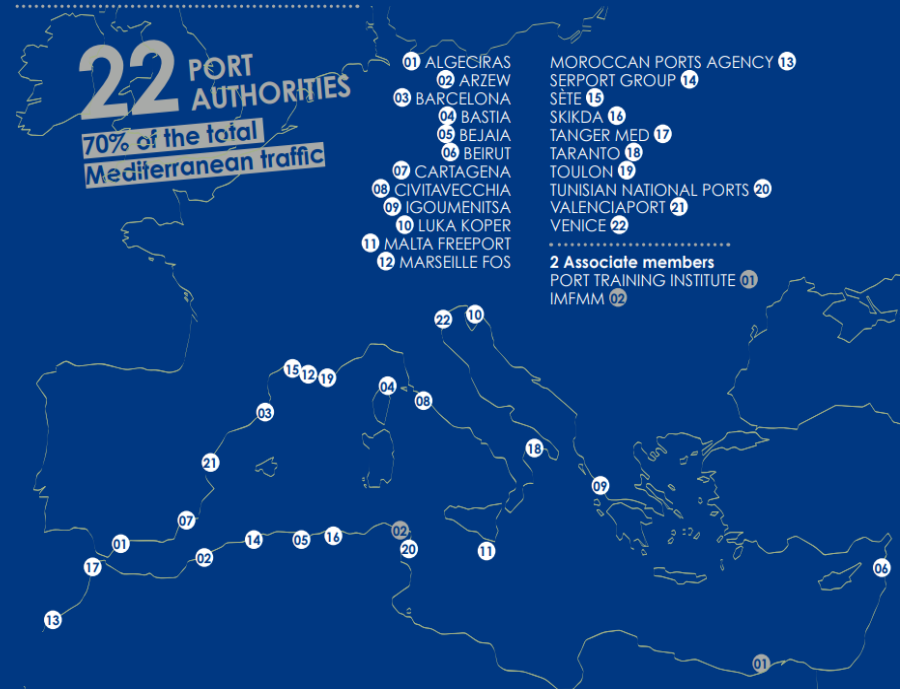 22 PORT
AUTHORITIES
70% of the total
Mediterranean traffic
01 ALGECIRAS
02 ARZEW
03 BARCELONA
04 BASTIA
05 BEJAIA
06 BEIRUT
07 CARTAGENA
08 CIVITAVECCHIA
09 IGOUMENITSA
10 LUKA KOPER
11 MALTA FREEPORT
12 MARSEILLE FOS
MOROCCAN PORTS AGENCY 13
SERPORT GROUP 14
SÈTE 15
SKIKDA 16
TANGER MED 17
TARANTO 18
TOULON 19
TUNISIAN NATIONAL PORTS 20
VALENCIAPORT 21
VENICE 22
2 Associate members
PORT TRAINING INSTITUTE 01
IMFMM 02
22 10
15 12 19
04
08
03
18
21
09
07
01
02
14
05
16
02
20
11
17
06
13
01